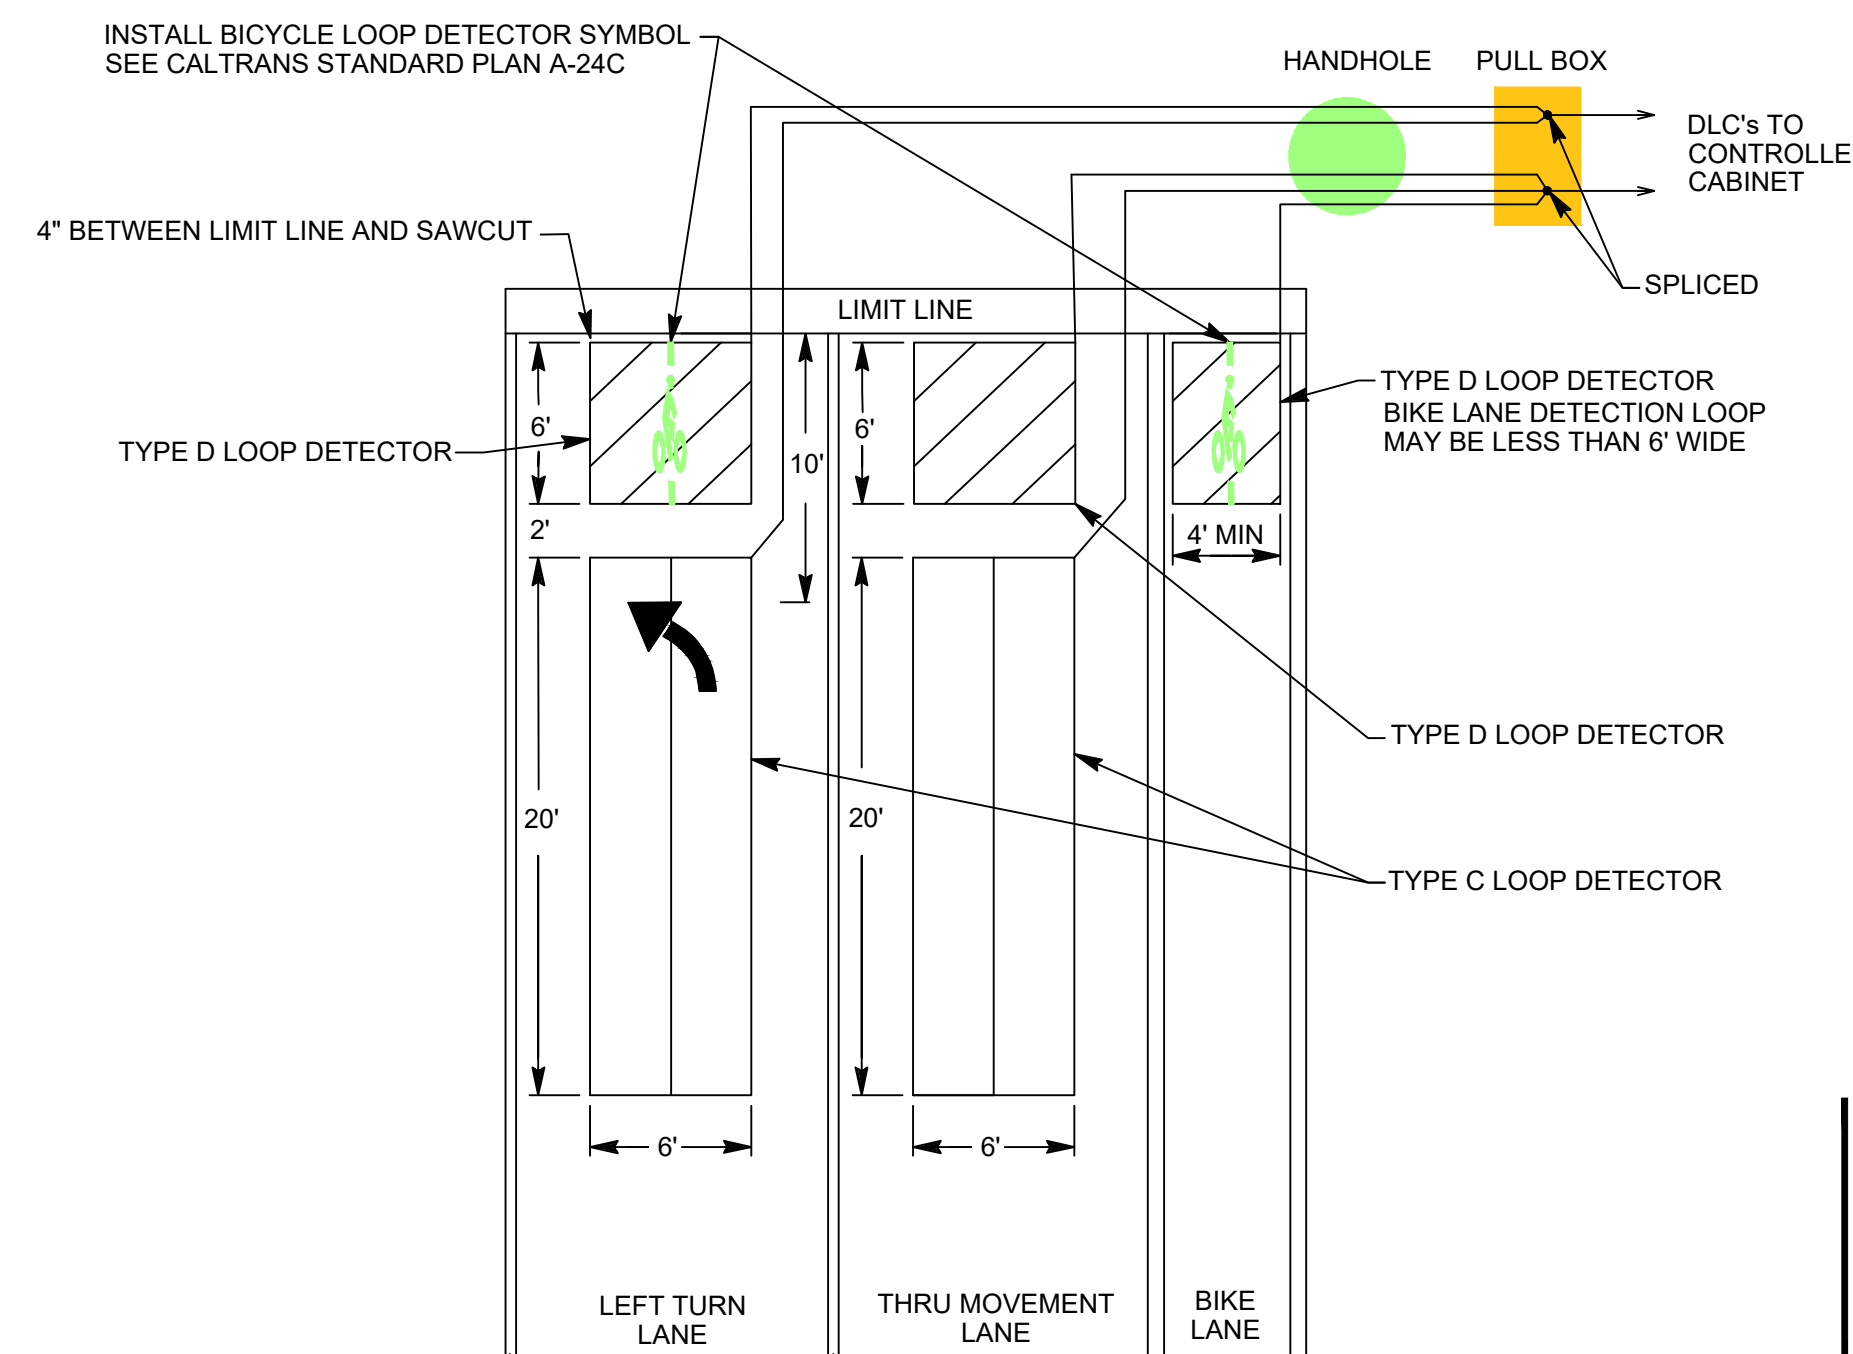 INSTALL BICYCLE LOOP DETECTOR SYMBOL
SEE CALTRANS STANDARD PLAN A-24C
HANDHOLE
PULL BOX
DLC's TO
CONTROLLE
CABINET
4" BETWEEN LIMIT LINE AND SAWCUT
SPLICED
LIMIT LINE
TYPE D LOOP DETECTOR
BIKE LANE DETECTION LOOP
MAY BE LESS THAN 6' WIDE
6'
6'
TYPE D LOOP DETECTOR
10'
2'
4' MIN
TYPE D LOOP DETECTOR
20'
20'
TYPE C LOOP DETECTOR
6'
6'
LEFT TURN
LANE
THRU MOVEMENT
LANE
BIKE
LANE